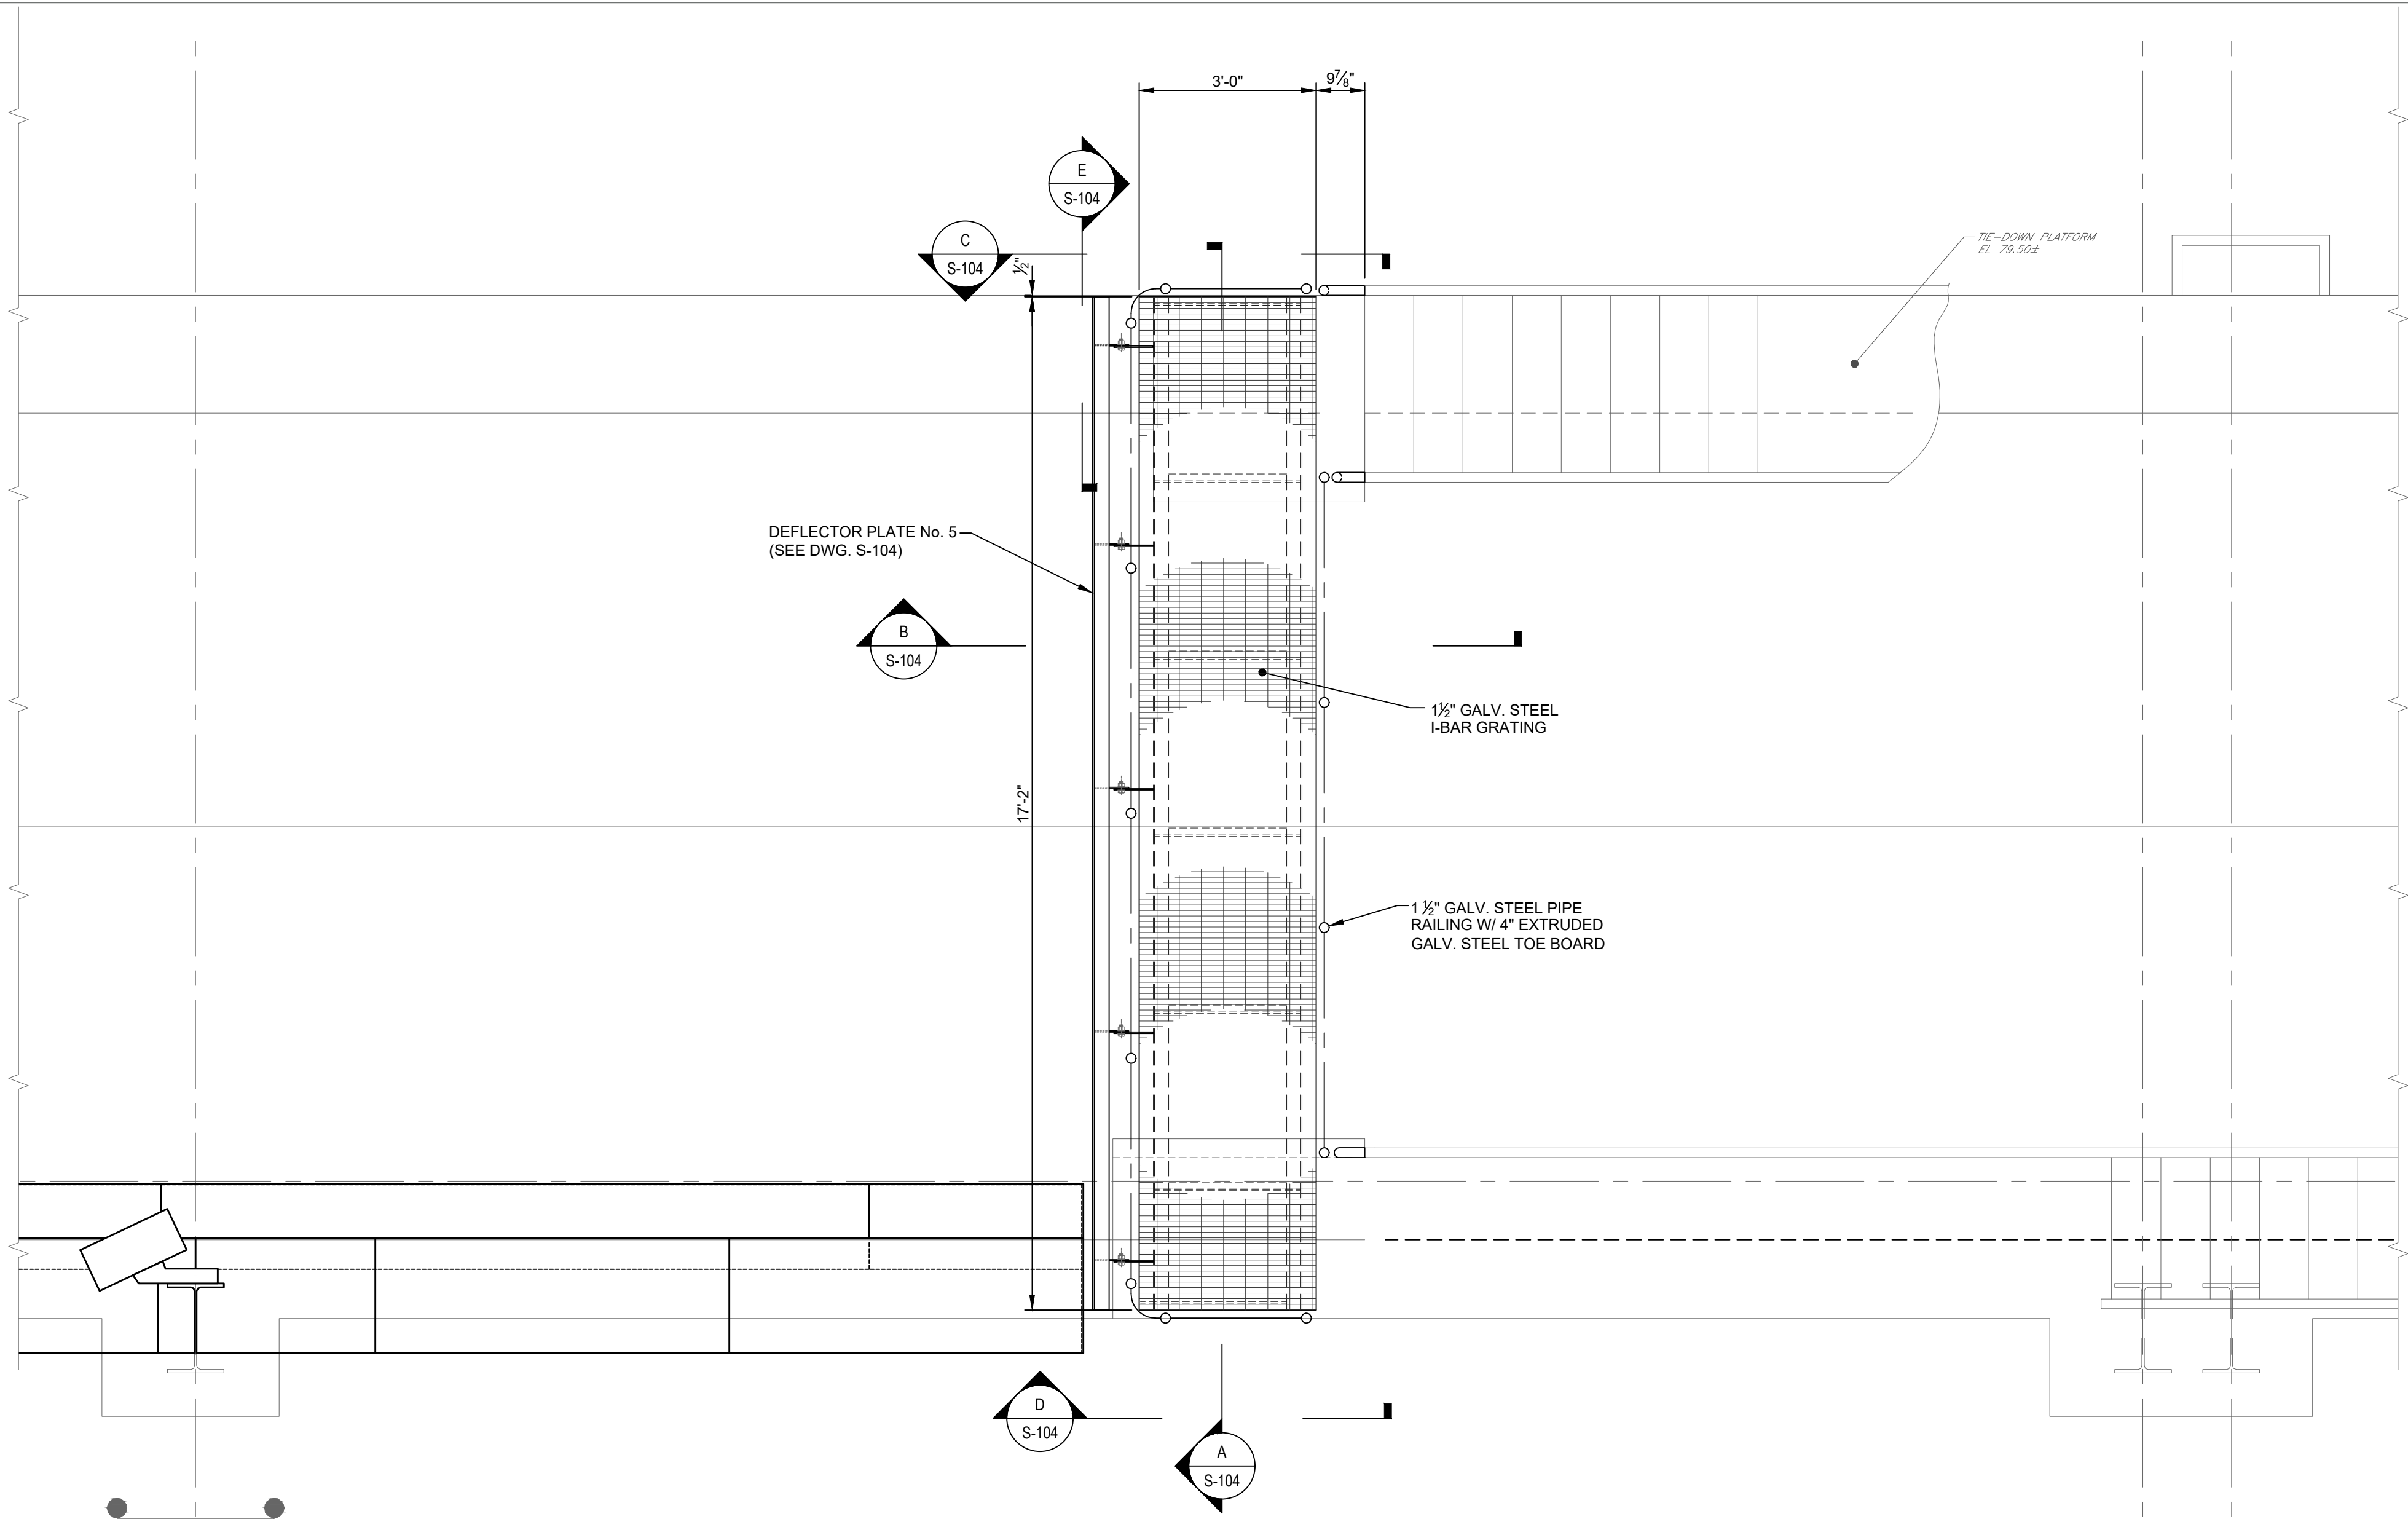 3'-0"
9⅞"
E
S-104
C
S-104
½"
TIE-DOWN PLATFORM
EL 79.50±
DEFLECTOR PLATE No. 5
(SEE DWG. S-104)
B
S-104
1½" GALV. STEEL
I-BAR GRATING
17'-2"
1 ½" GALV. STEEL PIPE
RAILING W/ 4" EXTRUDED
GALV. STEEL TOE BOARD
D
S-104
A
S-104